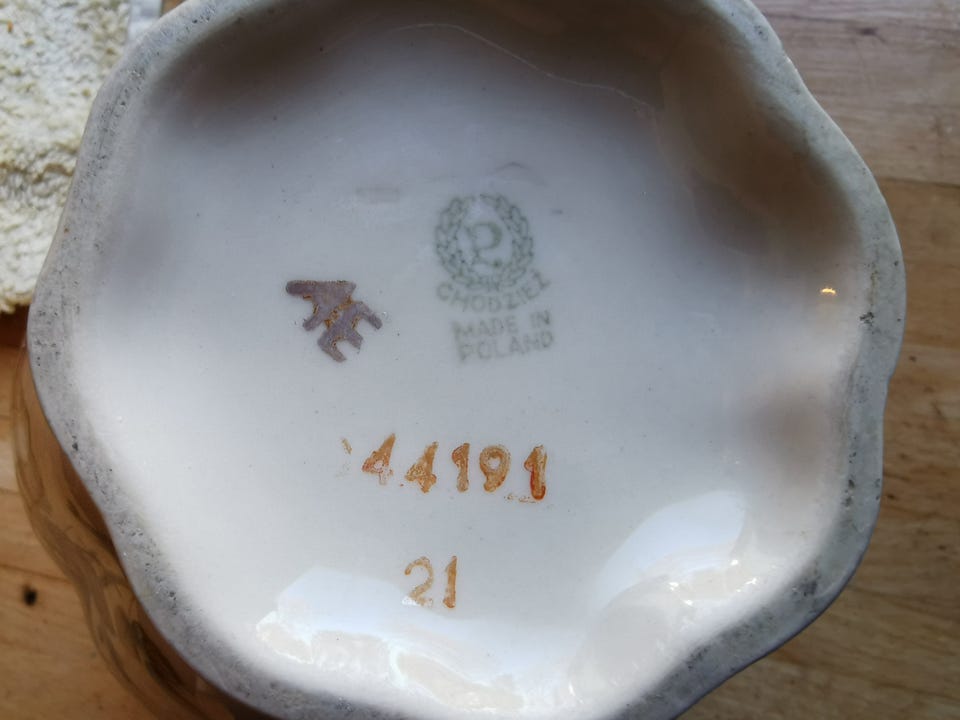 P
CHODZIEŻ
MADE IN
POLAND
44191
21